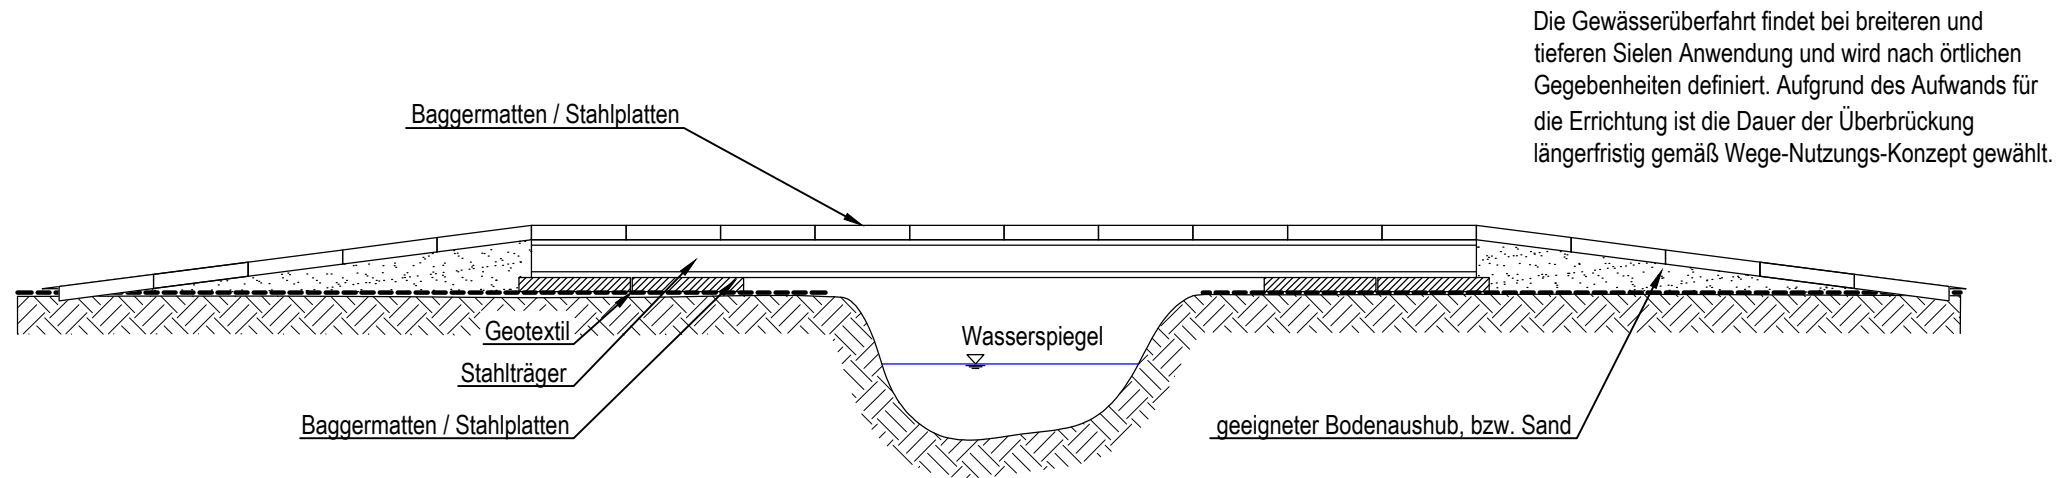 Die Gewässerüberfahrt findet bei breiteren und
tieferen Sielen Anwendung und wird nach örtlichen
Gegebenheiten definiert. Aufgrund des Aufwands für
die Errichtung ist die Dauer der Überbrückung
längerfristig gemäß Wege-Nutzungs-Konzept gewählt.
Baggermatten / Stahlplatten
Geotextil
Wasserspiegel
Stahlträger
Baggermatten / Stahlplatten
geeigneter Bodenaushub, bzw. Sand